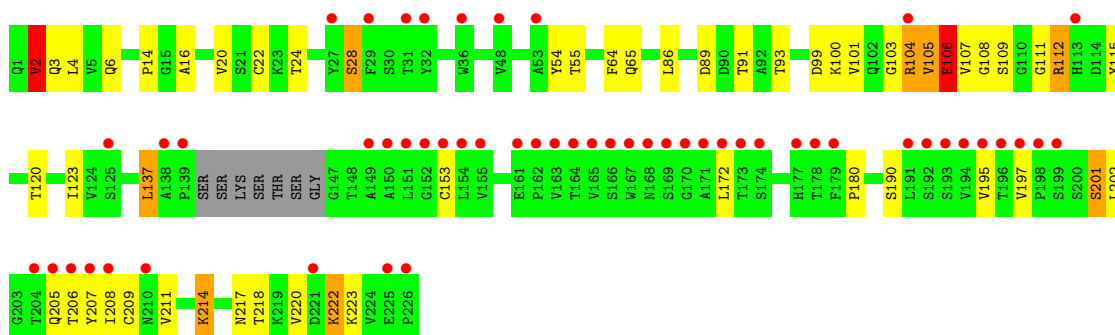 Q1 V2 Q3 L4 V5 Q6 P14 G15 A16 V20 S21 C22 K23 T24 Y27 S28 F29 S30 T31 Y32 W36 V48 A53 Y54 T55 F64 Q65 L86 D89 D90 T91 A92 T93 D99 K100 V101 Q102 G103 R104 V105 E106 V107 G108 S109 G110 G111 R112 H113 D114
T120 I123 V124 S125 L137 A138 P139 SER SER LYS SER THR SER GLY G147 T148 A149 A150 L151 G152 C153 L154 V155 E161 P162 V163 T164 V165 S166 W167 N168 S169 G170 A171 L172 T173 S174 H177 T178 F179 P180 S190 L191 S192 S193 V194 V195 T196 V197 P198 S199 S200 S201
G203 T204 Q205 T206 Y207 I208 C209 N210 V211 K214 N217 T218 K219 V220 D221 K222 K223 V224 E225 P226